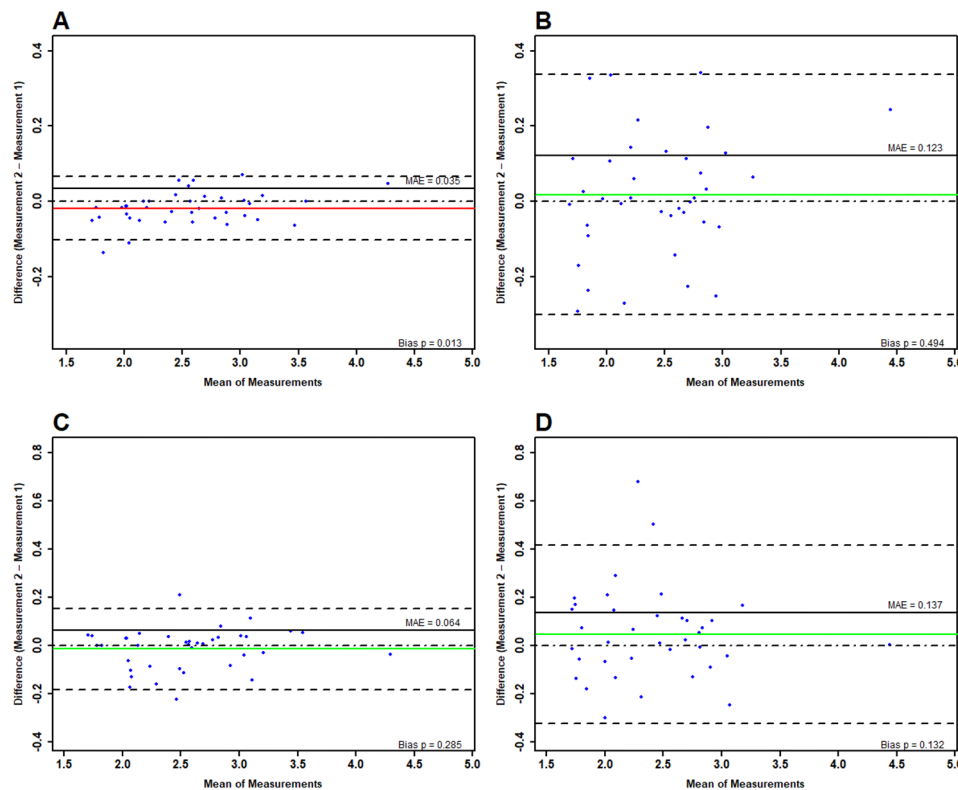 A
Difference (Measurement 2 – Measurement 1)
0.4
0.2
0.0
-0.2
MAE = 0.035
Bias p = 0.013
1.5 2.0 2.5 3.0 3.5 4.0 4.5 5.0
Mean of Measurements
B
Difference (Measurement 2 – Measurement 1)
0.4
0.2
0.0
-0.2
MAE = 0.123
Bias p = 0.494
1.5 2.0 2.5 3.0 3.5 4.0 4.5 5.0
Mean of Measurements
C
Difference (Measurement 2 – Measurement 1)
0.8
0.6
0.4
0.2
0.0
-0.2
-0.4
MAE = 0.064
Bias p = 0.285
1.5 2.0 2.5 3.0 3.5 4.0 4.5 5.0
Mean of Measurements
D
Difference (Measurement 2 – Measurement 1)
0.8
0.6
0.4
0.2
0.0
-0.2
-0.4
MAE = 0.137
Bias p = 0.132
1.5 2.0 2.5 3.0 3.5 4.0 4.5 5.0
Mean of Measurements